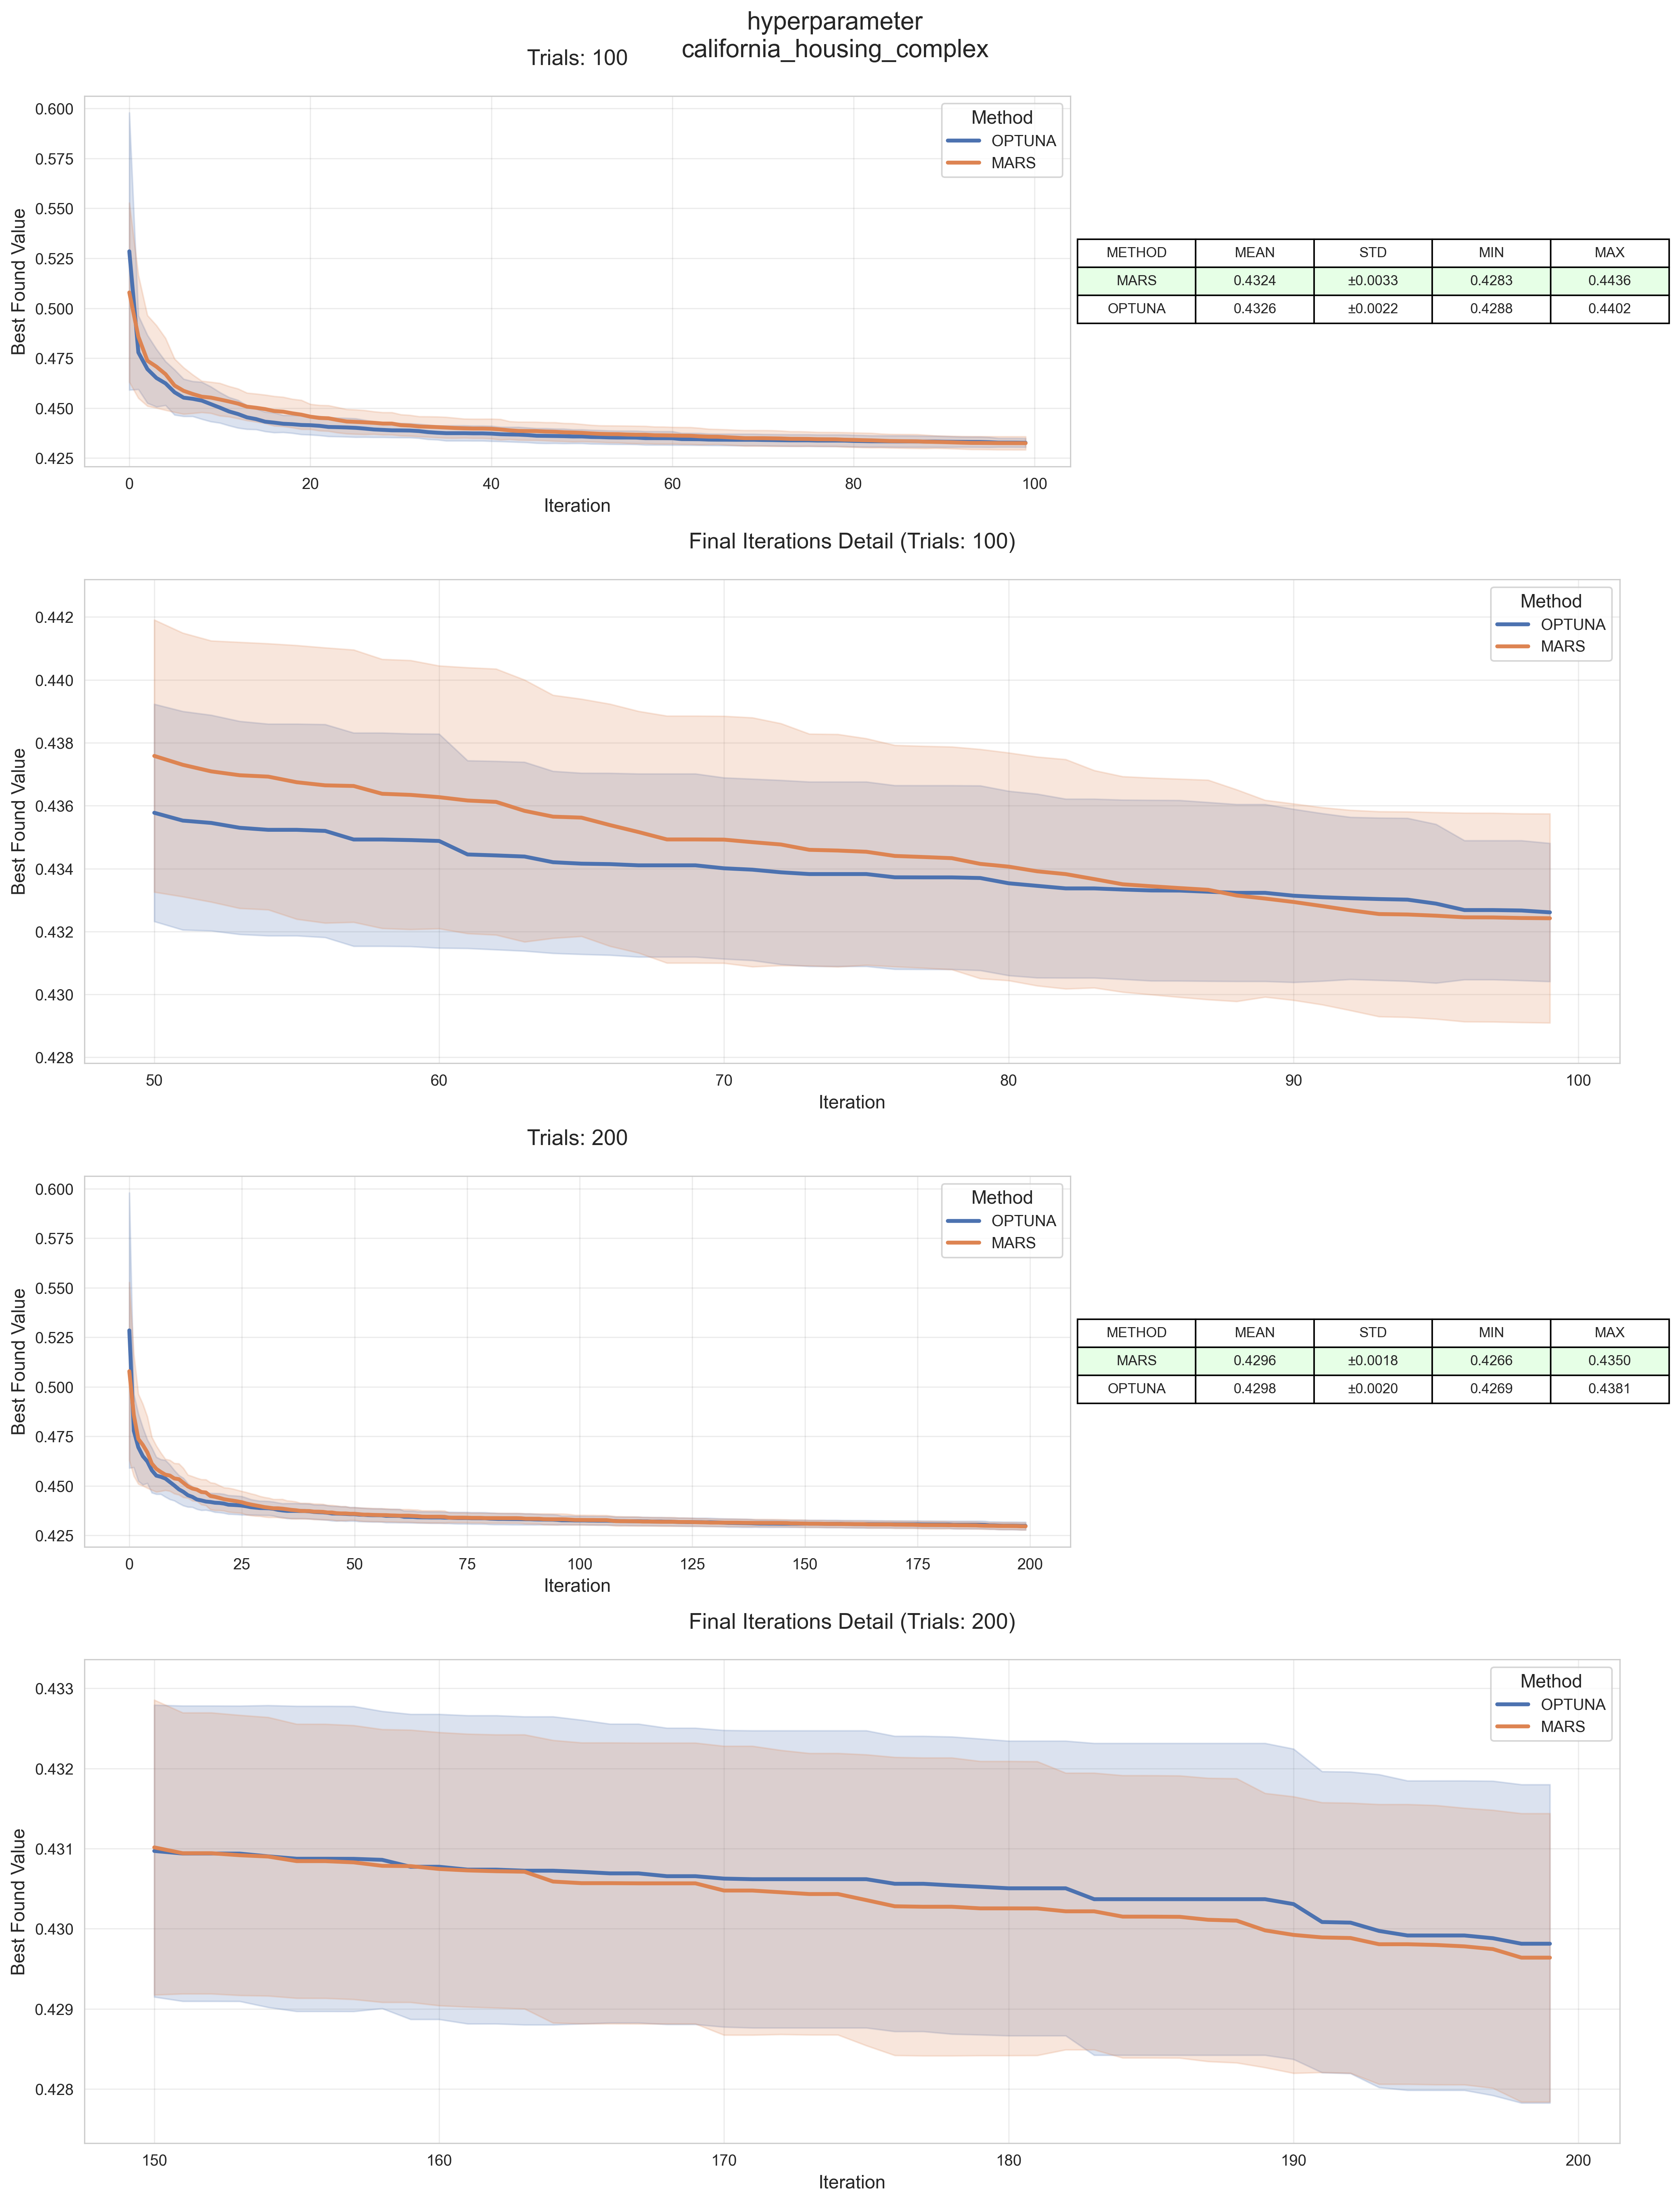 hyperparameter
california_housing_complex
Trials: 100
Best Found Value
0.600
0.575
0.550
0.525
0.500
0.475
0.450
0.425
0 20 40 60 80 100
Iteration
Method
OPTUNA
MARS
METHOD MEAN STD MIN MAX
MARS 0.4324 ±0.0033 0.4283 0.4436
OPTUNA 0.4326 ±0.0022 0.4288 0.4402
Final Iterations Detail (Trials: 100)
Best Found Value
0.442
0.440
0.438
0.436
0.434
0.432
0.430
0.428
50 60 70 80 90 100
Iteration
Method
OPTUNA
MARS
Trials: 200
Best Found Value
0.600
0.575
0.550
0.525
0.500
0.475
0.450
0.425
0 25 50 75 100 125 150 175 200
Iteration
Method
OPTUNA
MARS
METHOD MEAN STD MIN MAX
MARS 0.4296 ±0.0018 0.4266 0.4350
OPTUNA 0.4298 ±0.0020 0.4269 0.4381
Final Iterations Detail (Trials: 200)
Best Found Value
0.433
0.432
0.431
0.430
0.429
0.428
150 160 170 180 190 200
Iteration
Method
OPTUNA
MARS